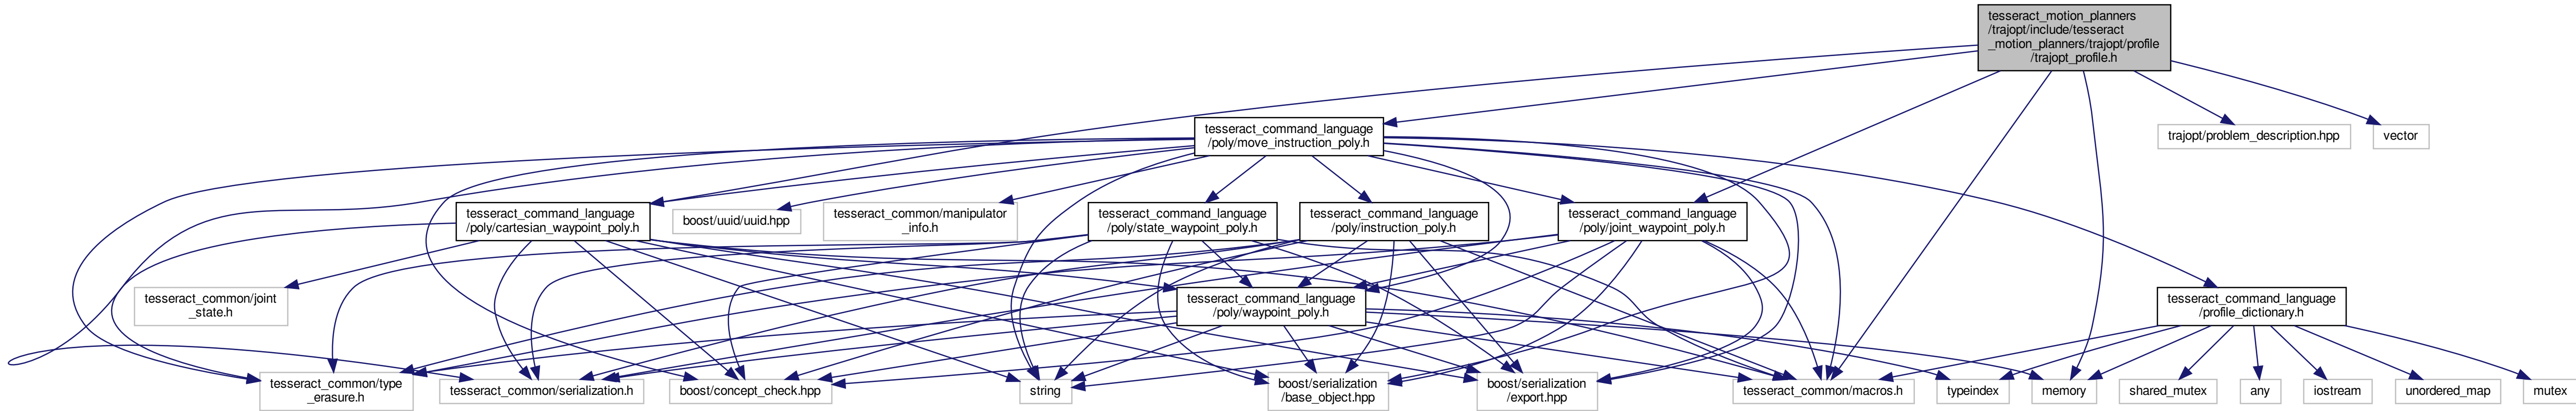 tesseract_motion_planners
/trajopt/include/tesseract
_motion_planners/trajopt/profile
/trajopt_profile.h
tesseract_command_language
/poly/move_instruction_poly.h
trajopt/problem_description.hpp
vector
tesseract_command_language
/poly/cartesian_waypoint_poly.h
boost/uuid/uuid.hpp
tesseract_common/manipulator
_info.h
tesseract_command_language
/poly/state_waypoint_poly.h
tesseract_command_language
/poly/instruction_poly.h
tesseract_command_language
/poly/joint_waypoint_poly.h
tesseract_common/joint
_state.h
tesseract_command_language
/poly/waypoint_poly.h
tesseract_command_language
/profile_dictionary.h
tesseract_common/type
_erasure.h
tesseract_common/serialization.h
boost/concept_check.hpp
string
boost/serialization
/base_object.hpp
boost/serialization
/export.hpp
tesseract_common/macros.h
typeindex
memory
shared_mutex
any
iostream
unordered_map
mutex